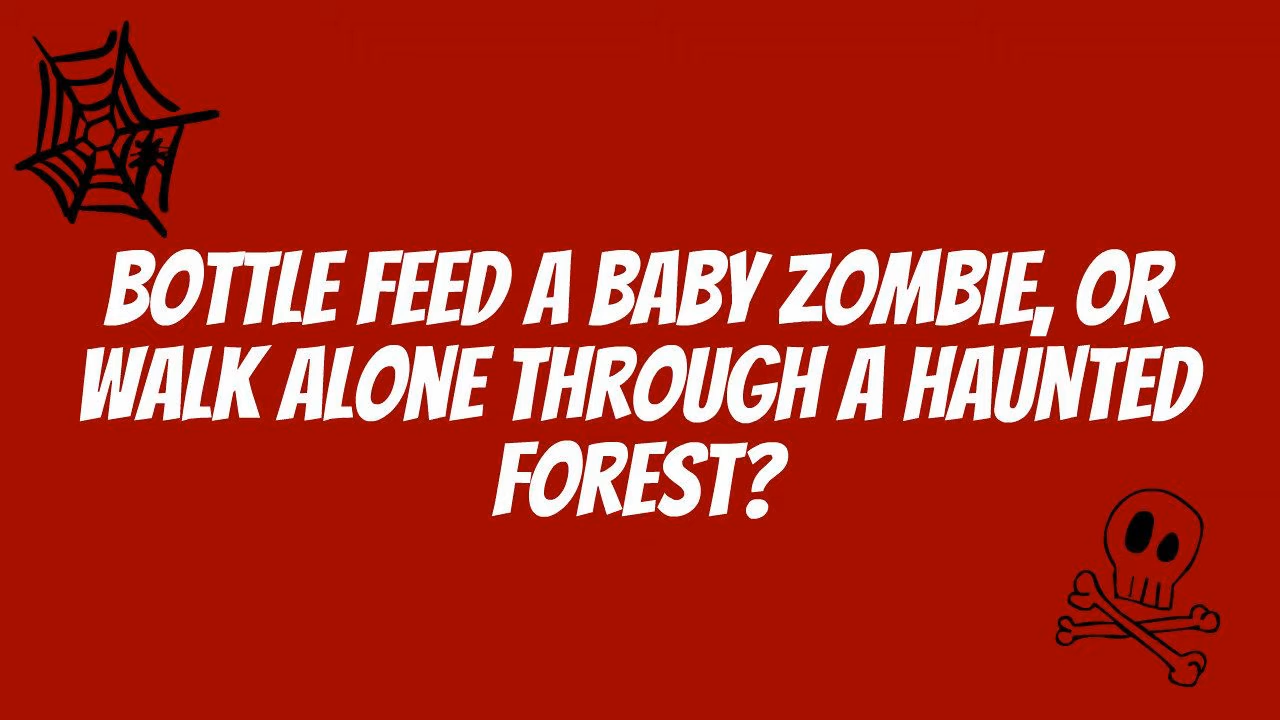 BOTTLE FEED A BABY ZOMBIE, OR
WALK ALONE THROUGH A HAUNTED
FOREST?